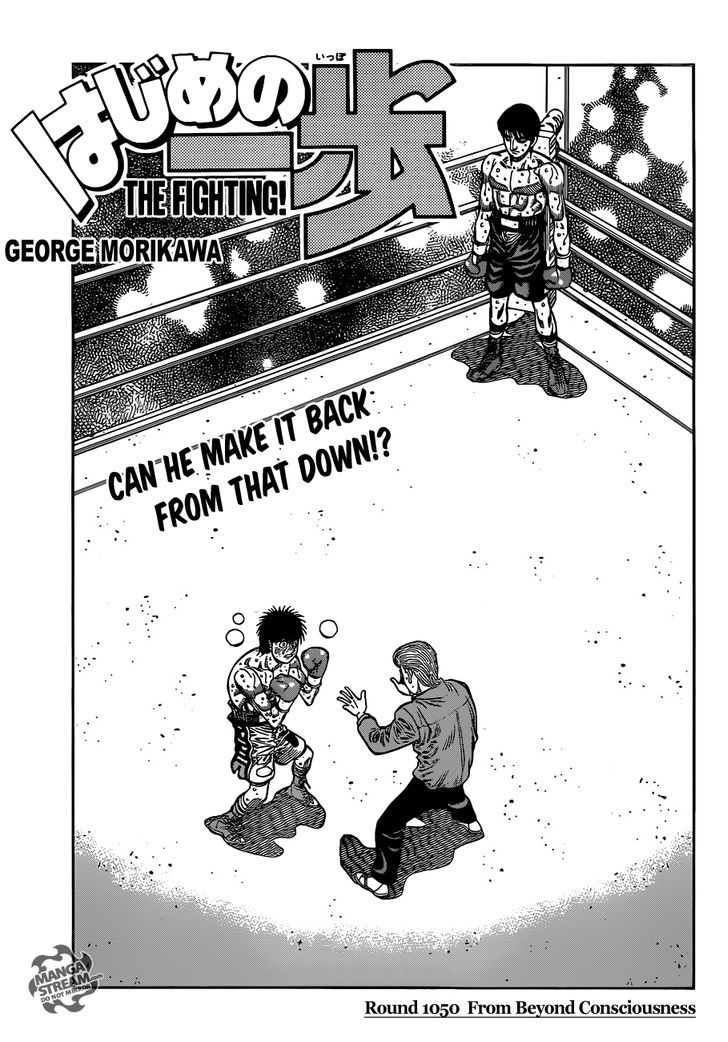 いっぽ
はじめの一歩
THE FIGHTING!
GEORGE MORIKAWA
CAN HE MAKE IT BACK
FROM THAT DOWN!?
MANGA
STREAM
DO NOT MIRROR
Round 1050 From Beyond Consciousness